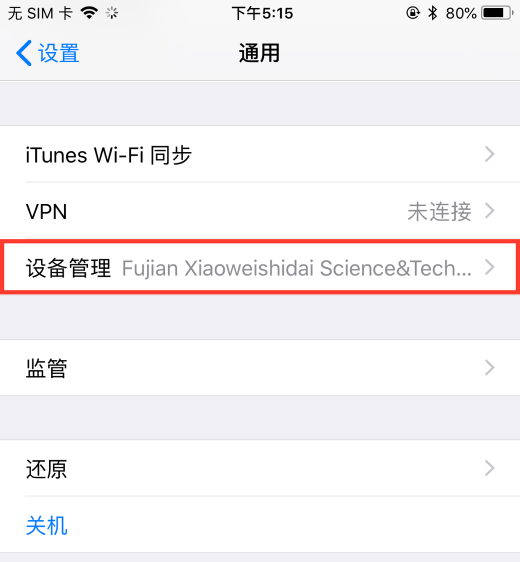 无 SIM 卡 下午5:15 80%
设置 通用
iTunes Wi-Fi 同步
VPN 未连接
设备管理 Fujian Xiaoweishidai Science&Tech...
监管
还原
关机